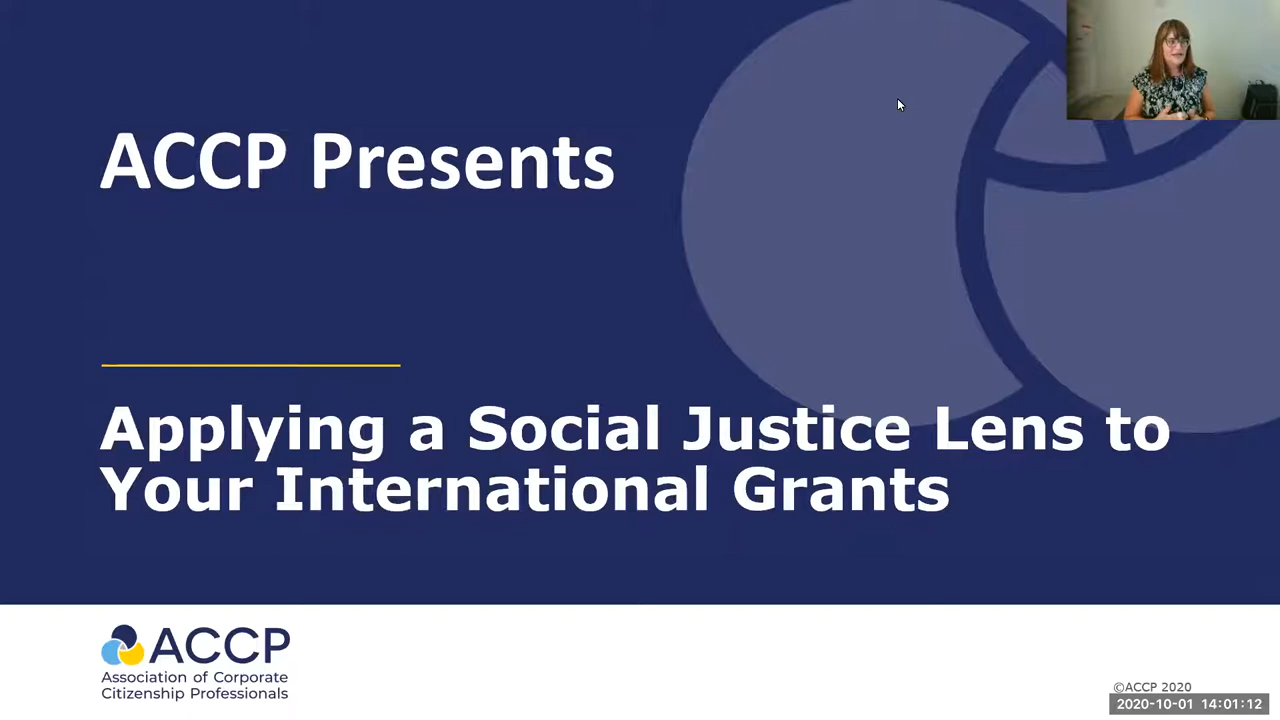 ACCP Presents
Applying a Social Justice Lens to
Your International Grants
ACCP
Association of Corporate
Citizenship Professionals
©ACCP 2020
2020-10-01 14:01:12